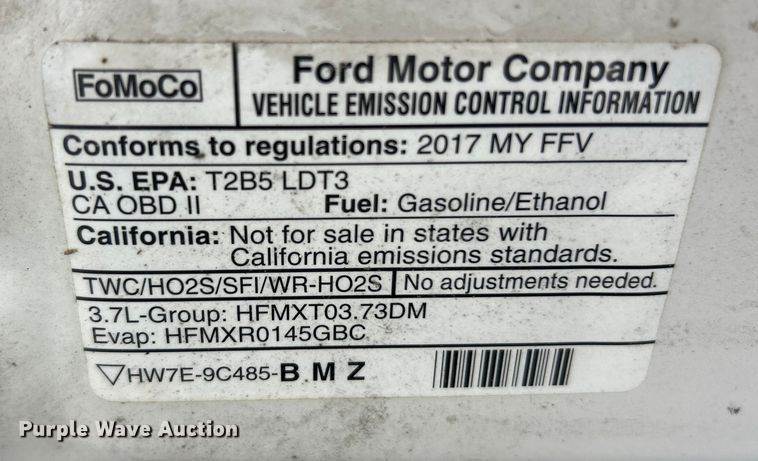 FoMoCo
Ford Motor Company
VEHICLE EMISSION CONTROL INFORMATION
Conforms to regulations: 2017 MY FFV
U.S. EPA: T2B5 LDT3
CA OBD II Fuel: Gasoline/Ethanol
California: Not for sale in states with
California emissions standards.
TWC/HO2S/SFI/WR-HO2S No adjustments needed.
3.7L-Group: HFMXT03.73DM
Evap: HFMXR0145GBC
▽HW7E-9C485-B M Z
Purple Wave Auction